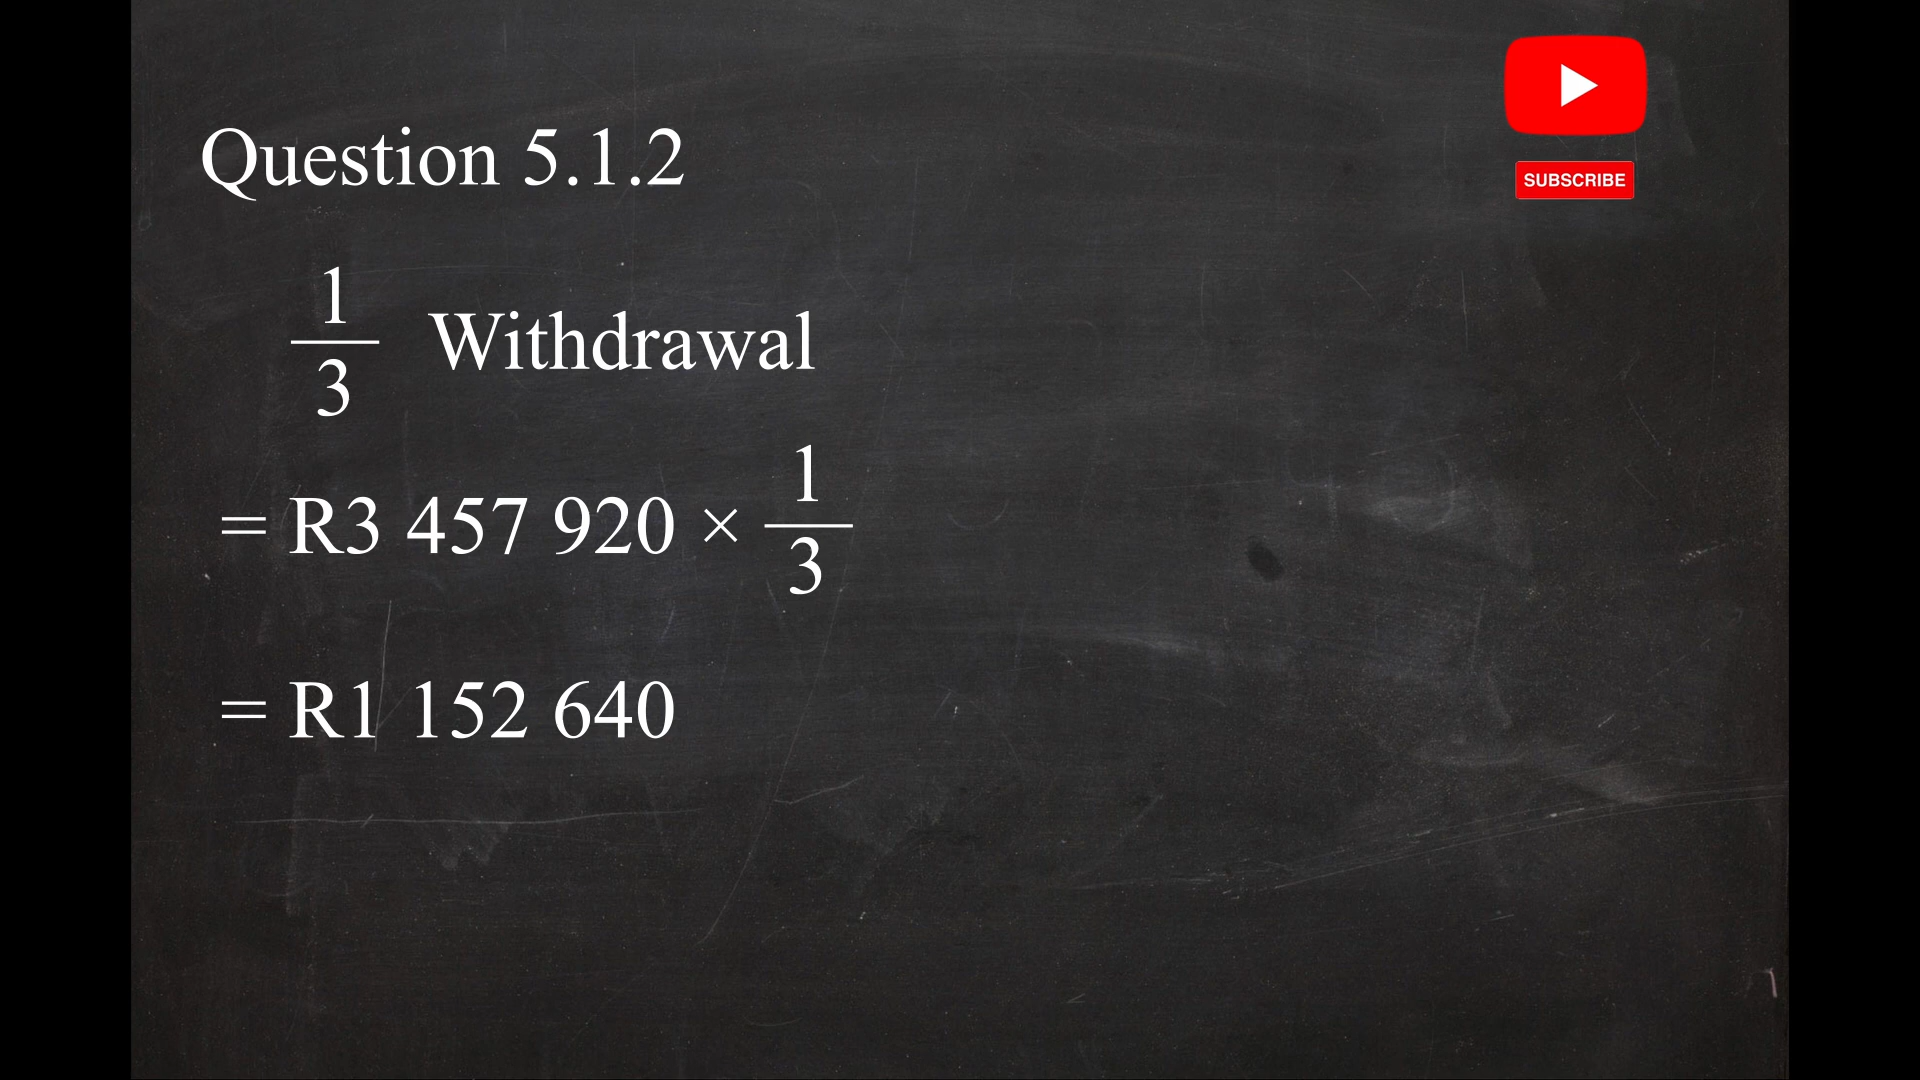 Question 5.1.2
SUBSCRIBE
1/3 Withdrawal
= R3 457 920 × 1/3
= R1 152 640